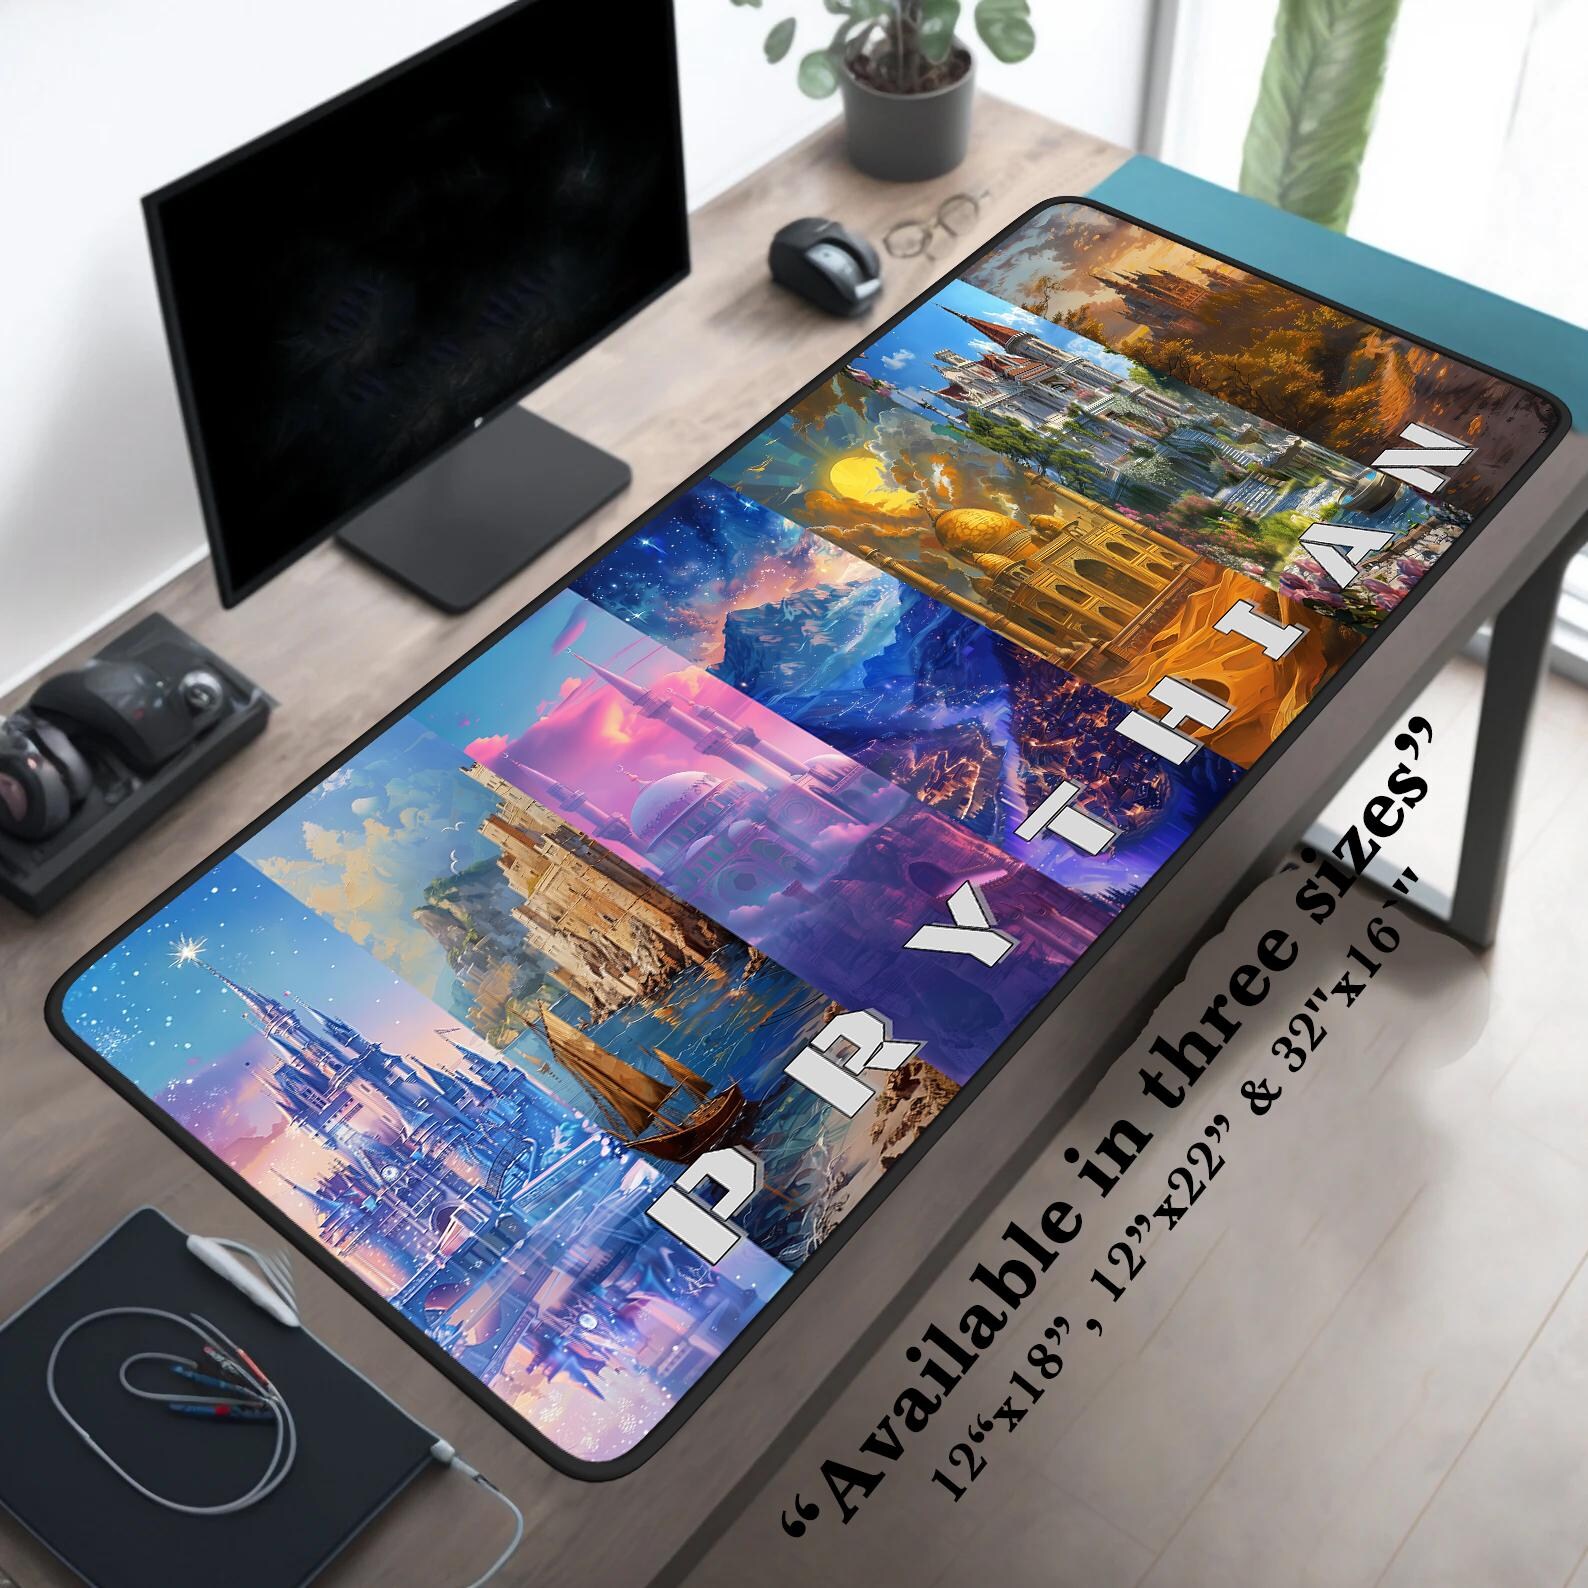 PRYTHIAN
“Available in three sizes”
12“x18”, 12”x22” & 32"x16``